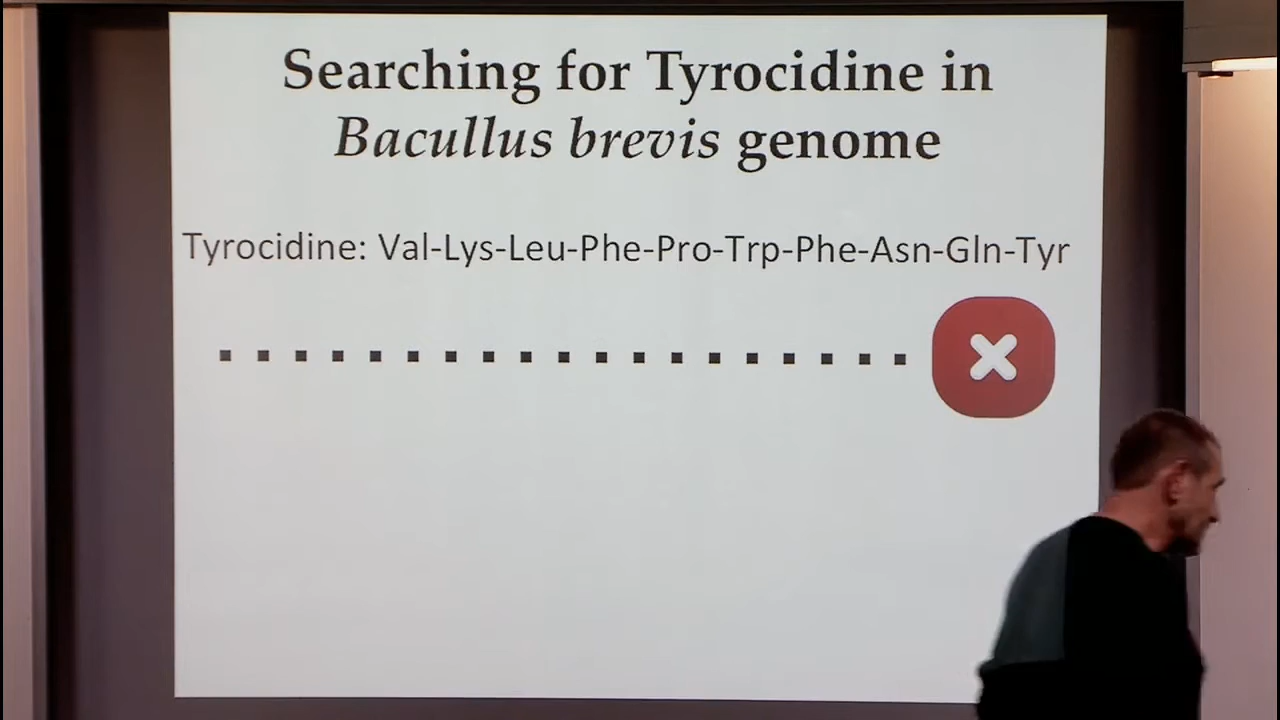 Searching for Tyrocidine in
Bacullus brevis genome
Tyrocidine: Val-Lys-Leu-Phe-Pro-Trp-Phe-Asn-Gln-Tyr